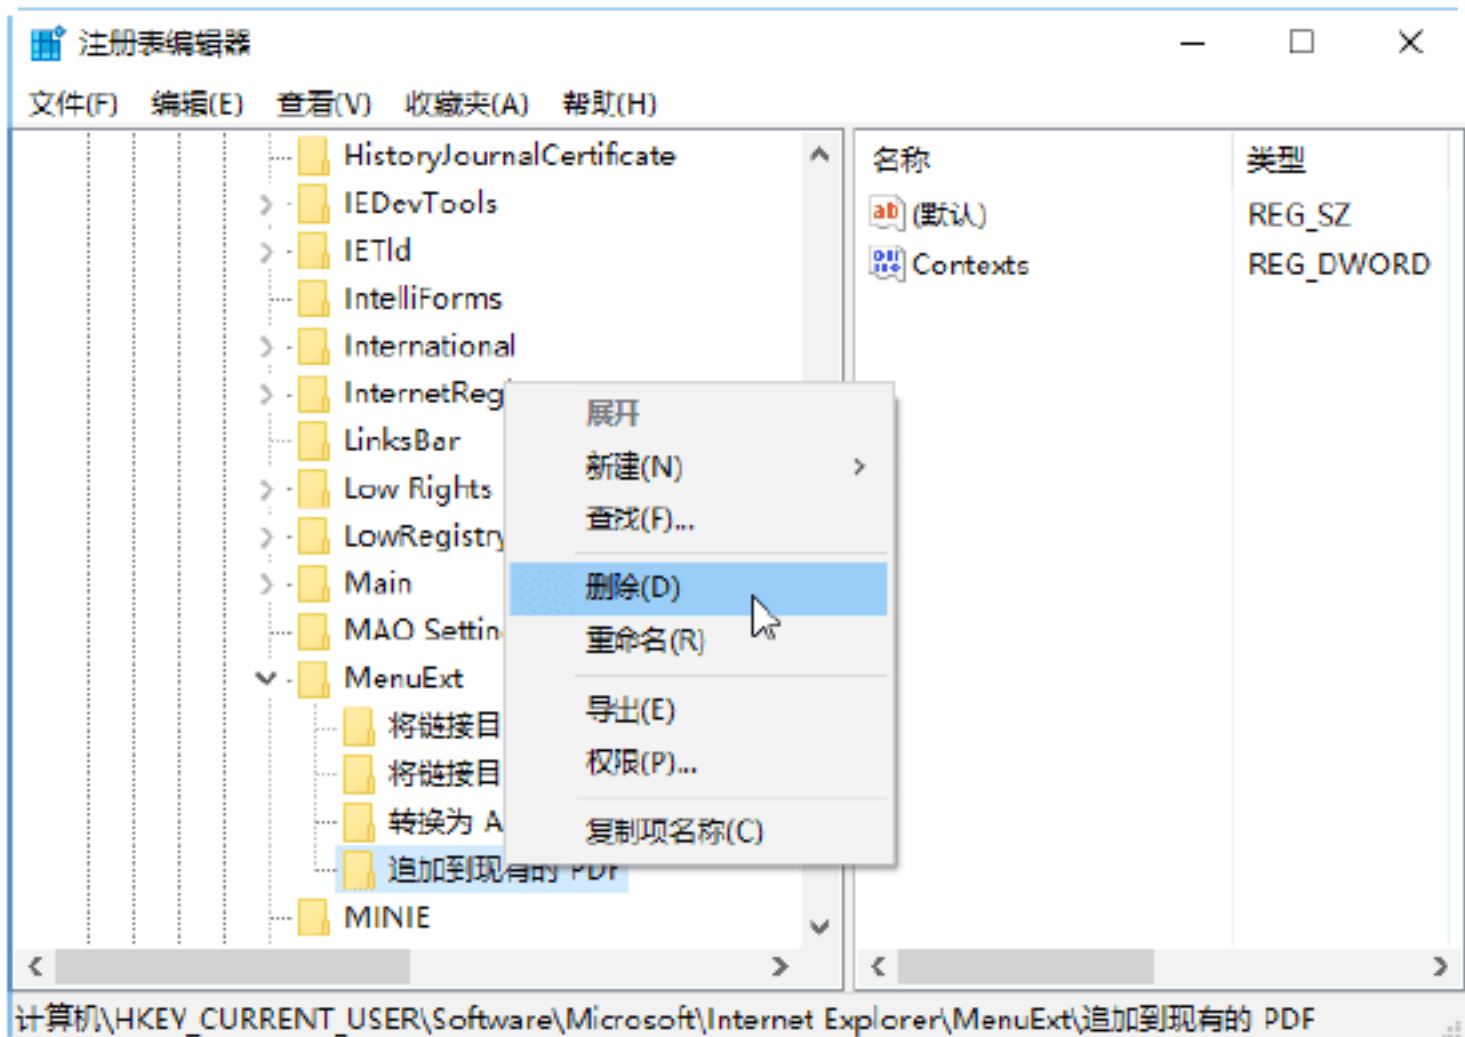 注册表编辑器
文件(F) 编辑(E) 查看(V) 收藏夹(A) 帮助(H)
HistoryJournalCertificate
IEDevTools
IETld
IntelliForms
International
InternetReg
LinksBar
Low Rights
LowRegistry
Main
MAO Settin
MenuExt
将链接目
将链接目
转换为 A
追加到现有的 PDF
MINIE
展开
新建(N)
查找(F)...
删除(D)
重命名(R)
导出(E)
权限(P)...
复制项名称(C)
名称 类型
(默认) REG_SZ
Contexts REG_DWORD
计算机\HKEY_CURRENT_USER\Software\Microsoft\Internet Explorer\MenuExt\追加到现有的 PDF